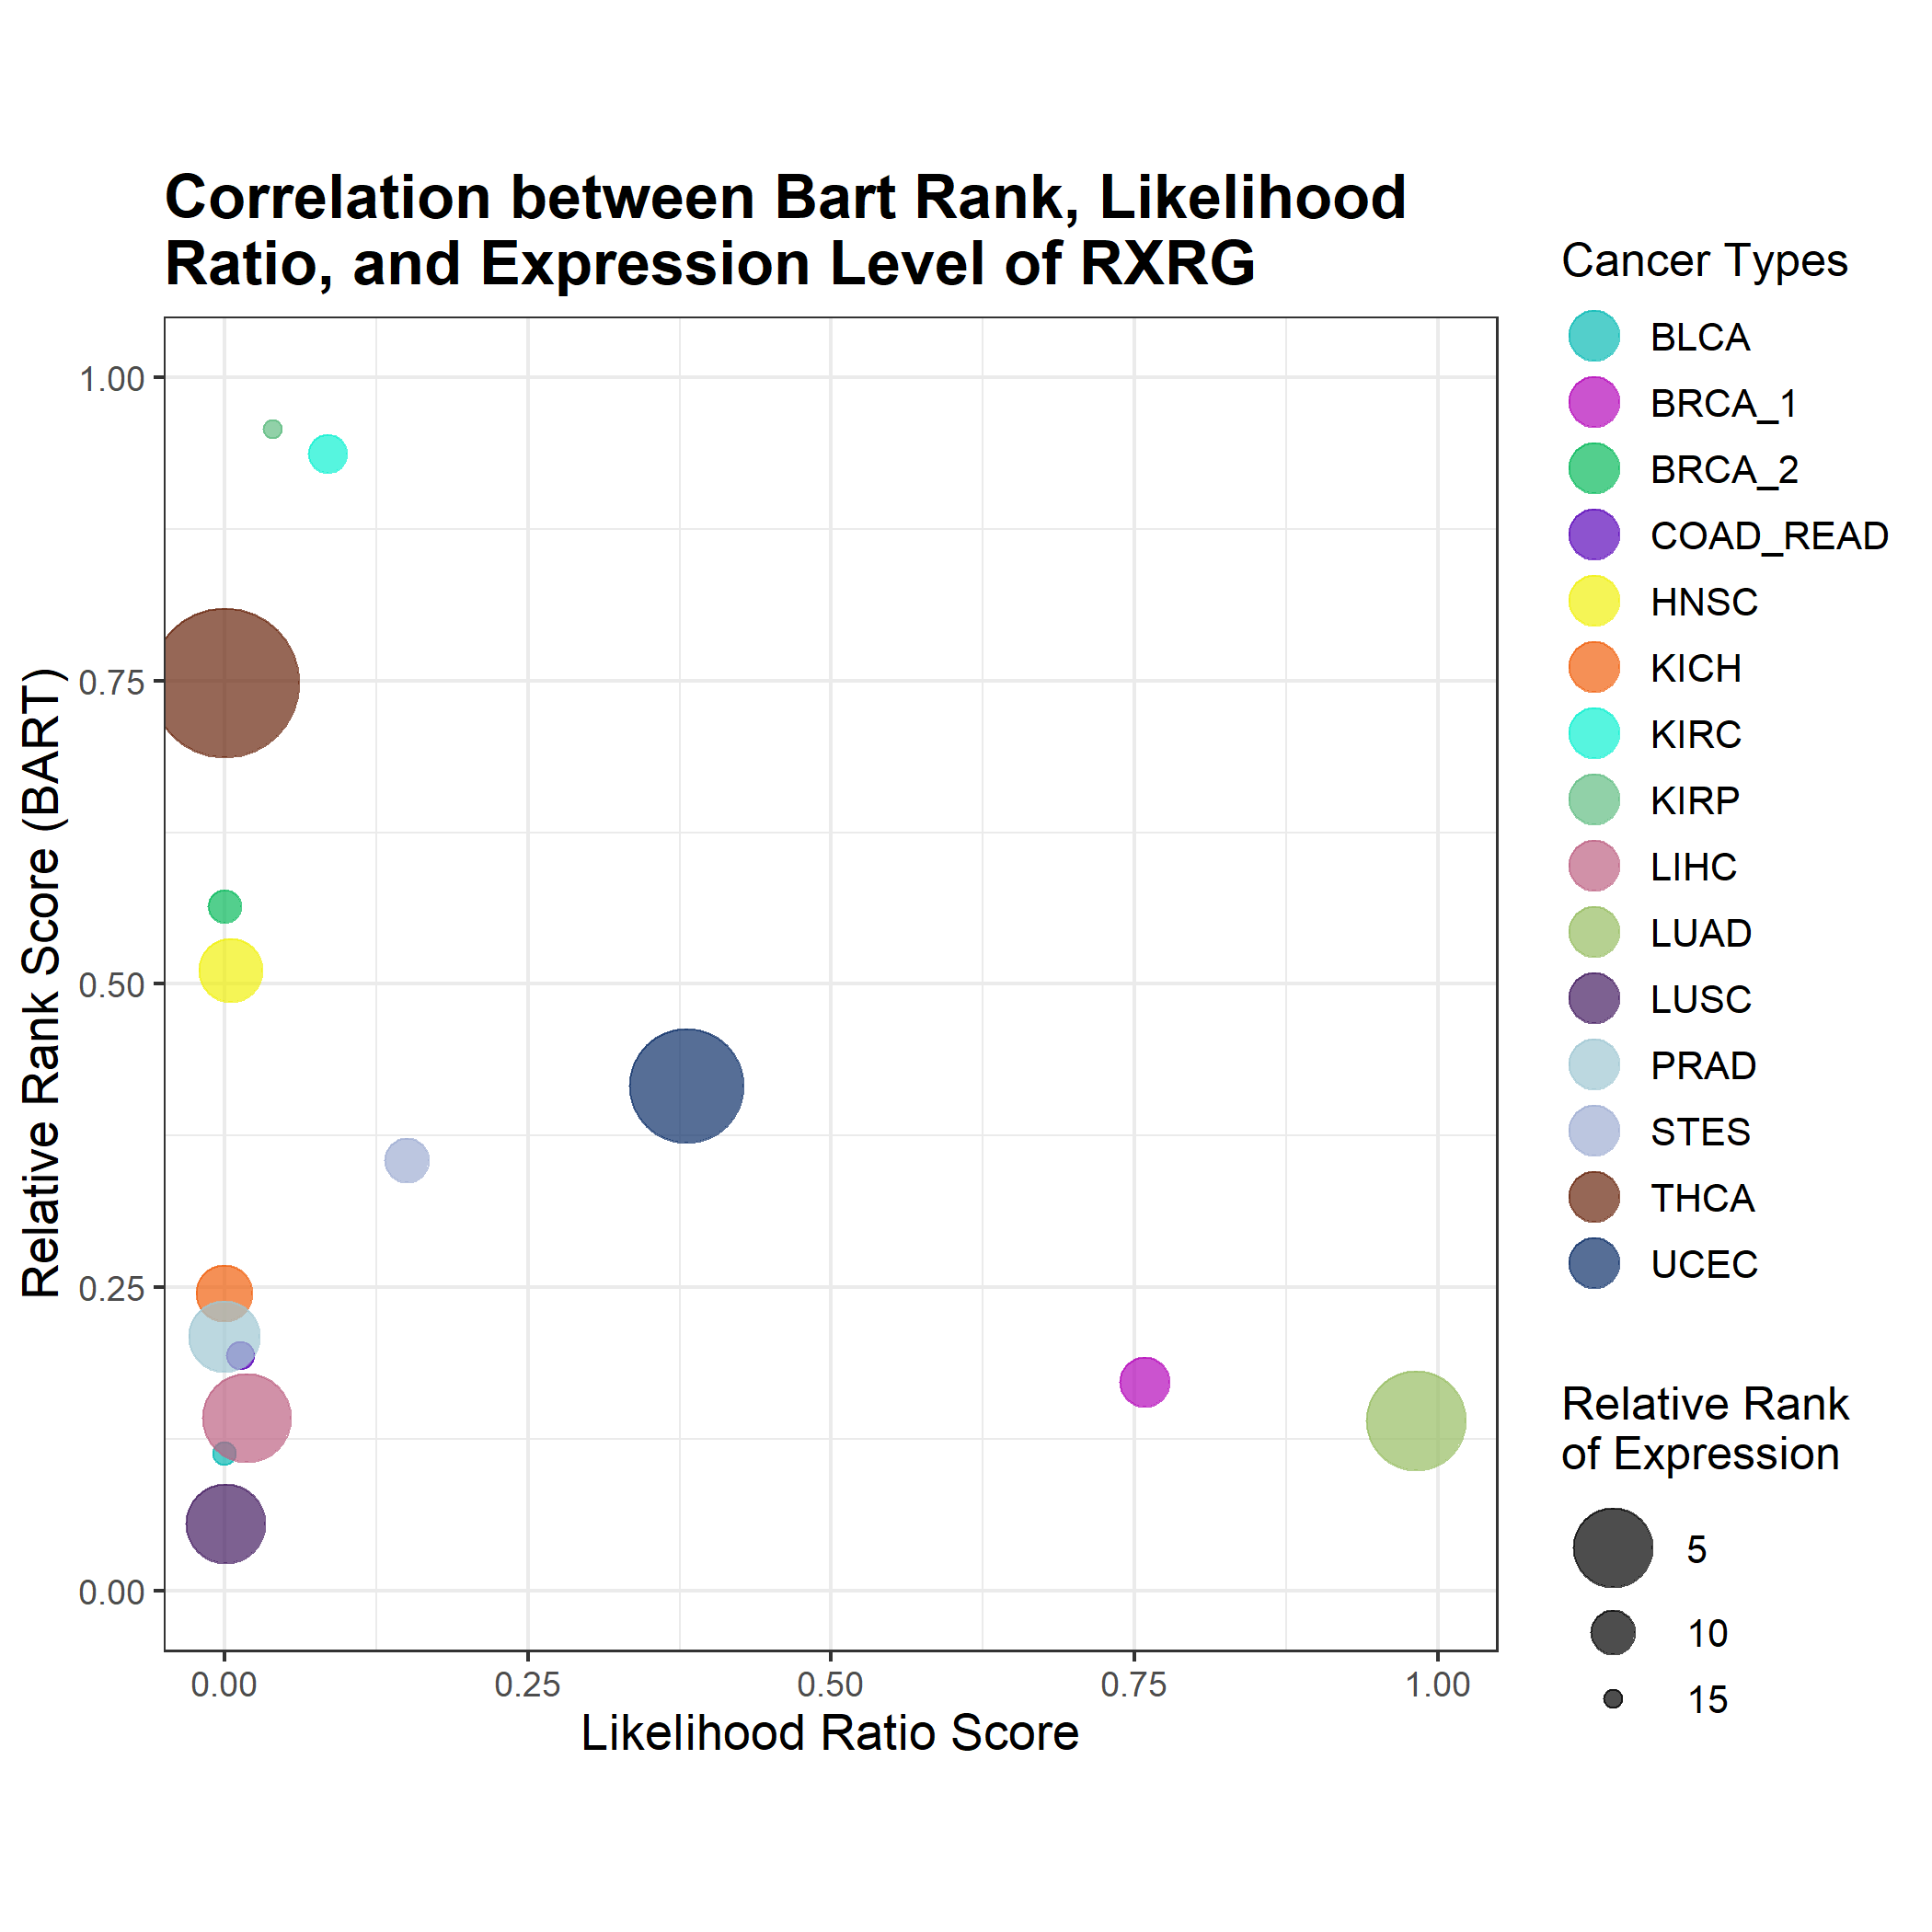 Correlation between Bart Rank, Likelihood
Ratio, and Expression Level of RXRG
Relative Rank Score (BART)
1.00
0.75
0.50
0.25
0.00
0.00
0.25
0.50
0.75
1.00
Likelihood Ratio Score
Cancer Types
BLCA
BRCA_1
BRCA_2
COAD_READ
HNSC
KICH
KIRC
KIRP
LIHC
LUAD
LUSC
PRAD
STES
THCA
UCEC
Relative Rank
of Expression
5
10
15